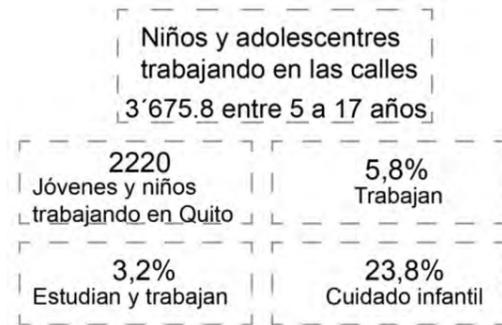 Niños y adolescentres
trabajando en las calles
3´675.8 entre 5 a 17 años
2220
Jóvenes y niños
trabajando en Quito
5,8%
Trabajan
3,2%
Estudian y trabajan
23,8%
Cuidado infantil